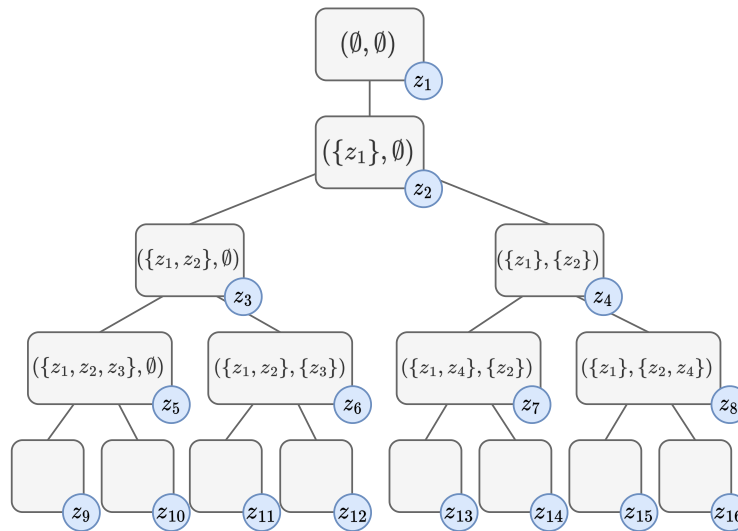 (∅, ∅)
z₁
({z₁}, ∅)
z₂
({z₁, z₂}, ∅)
({z₁}, {z₂})
z₃
z₄
({z₁, z₂, z₃}, ∅)
({z₁, z₂}, {z₃})
({z₁, z₄}, {z₂})
({z₁}, {z₂, z₄})
z₅
z₆
z₇
z₈
z₉
z₁₀
z₁₁
z₁₂
z₁₃
z₁₄
z₁₅
z₁₆